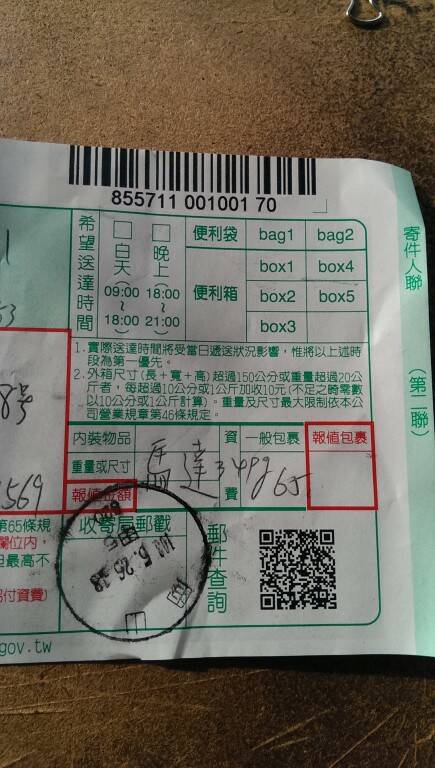 855711 001001 70
寄件人聯
(第二聯)
希望送達時間
白天
09:00
~
18:00
晚上
18:00
~
21:00
便利袋 bag1 bag2
便利箱
box1 box4
box2 box5
box3
1. 實際送達時間將受當日遞送狀況影響，惟將以上述時
段為第一優先。
2. 外箱尺寸(長＋寬＋高)超過150公分或重量超過20公
斤者，每超過10公分或1公斤加收10元(不足之畸零數
以10公分或1公斤計算)。重量及尺寸最大限制依本公
司營業規章第46條規定。
8号
569
內裝物品 馬達 349g
重量或尺寸
報值金額
資費
一般包裹 報值包裹
65
第65條規
欄位內，
但最高不
付資費)
收寄局郵戳
郵件查詢
gov.tw